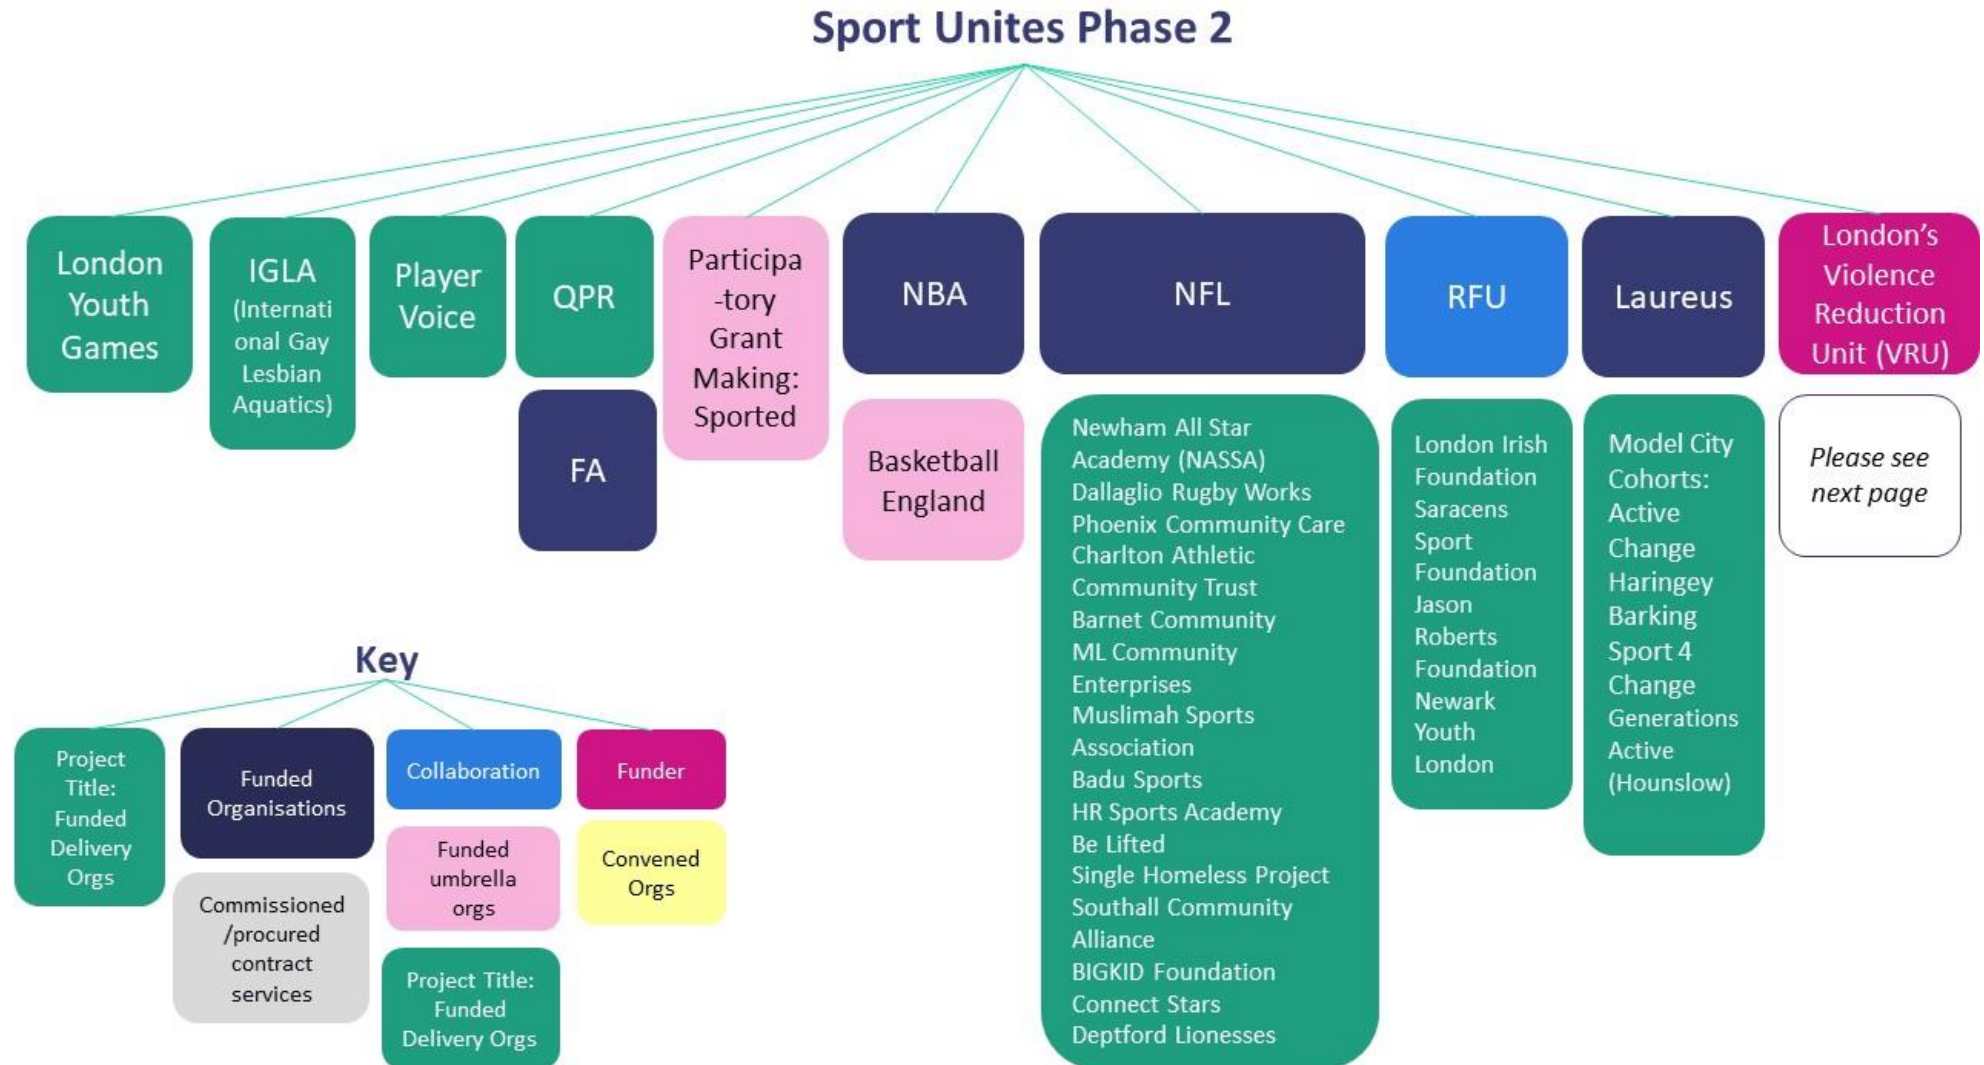 Sport Unites Phase 2
London
Youth
Games
IGLA
(Internati
onal Gay
Lesbian
Aquatics)
Player
Voice
QPR
FA
Participa
-tory
Grant
Making:
Sported
NBA
Basketball
England
NFL
Newham All Star
Academy (NASSA)
Dallaglio Rugby Works
Phoenix Community Care
Charlton Athletic
Community Trust
Barnet Community
ML Community
Enterprises
Muslimah Sports
Association
Badu Sports
HR Sports Academy
Be Lifted
Single Homeless Project
Southall Community
Alliance
BIGKID Foundation
Connect Stars
Deptford Lionesses
RFU
London Irish
Foundation
Saracens
Sport
Foundation
Jason
Roberts
Foundation
Newark
Youth
London
Laureus
Model City
Cohorts:
Active
Change
Haringey
Barking
Sport 4
Change
Generations
Active
(Hounslow)
London's
Violence
Reduction
Unit (VRU)
Please see
next page
Key
Project
Title:
Funded
Delivery
Orgs
Funded
Organisations
Commissioned
/procured
contract
services
Collaboration
Funded
umbrella
orgs
Project Title:
Funded
Delivery Orgs
Funder
Convened
Orgs